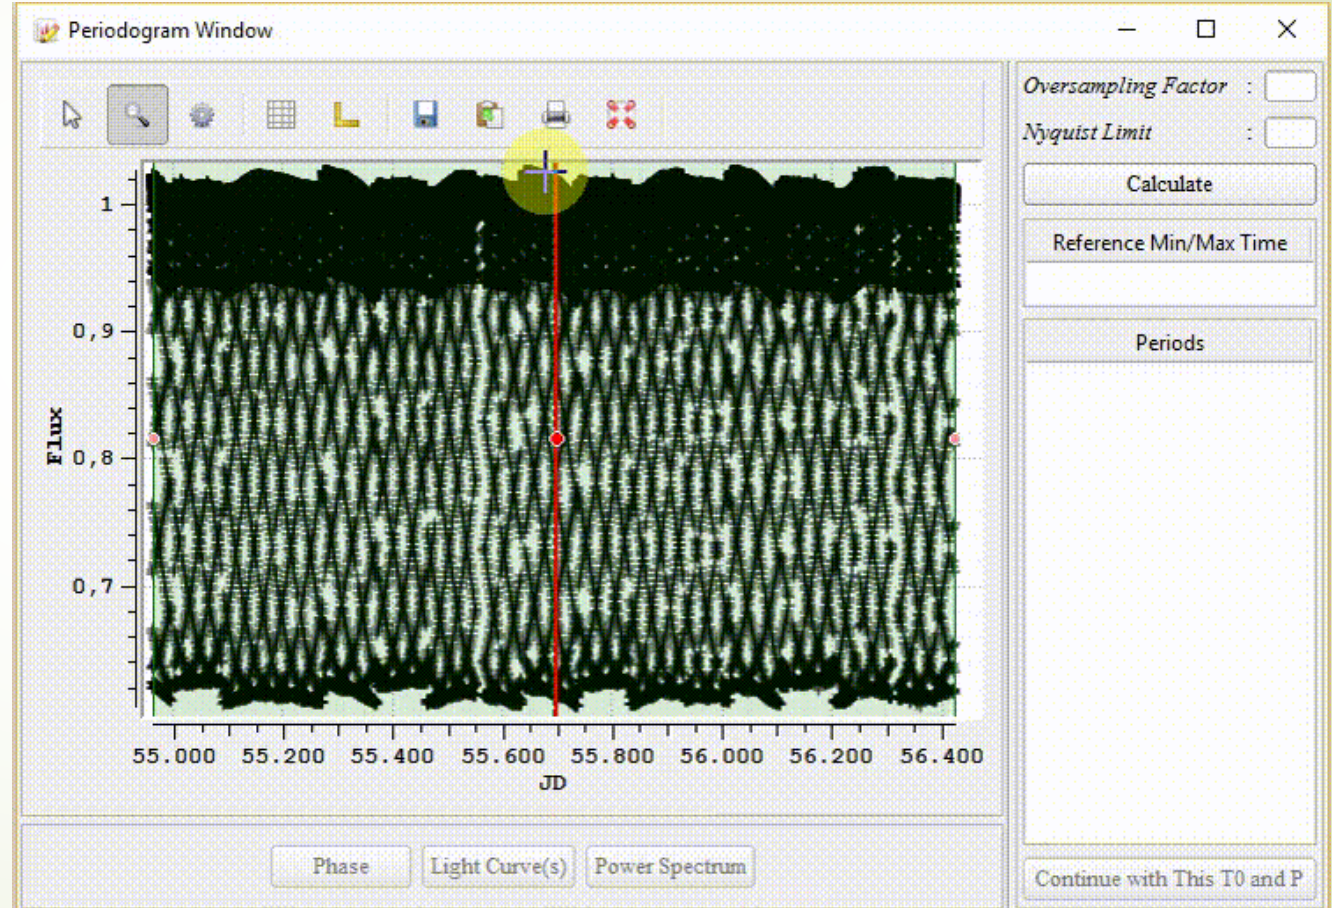 Periodogram Window
Oversampling Factor :
Nyquist Limit :
Calculate
Reference Min/Max Time
Periods
1
0,9
0,8
0,7
Flux
55.000 55.200 55.400 55.600 55.800 56.000 56.200 56.400
JD
Phase Light Curve(s) Power Spectrum
Continue with This T0 and P